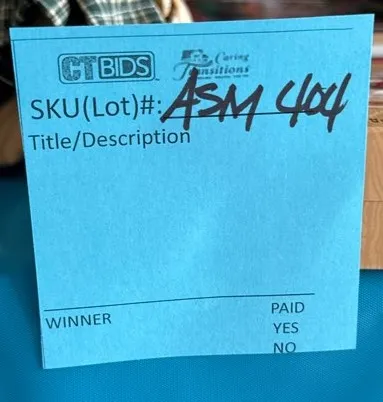 CTBIDS Caring Transitions
SKU(Lot)#: ASM 404
Title/Description
WINNER PAID
YES
NO